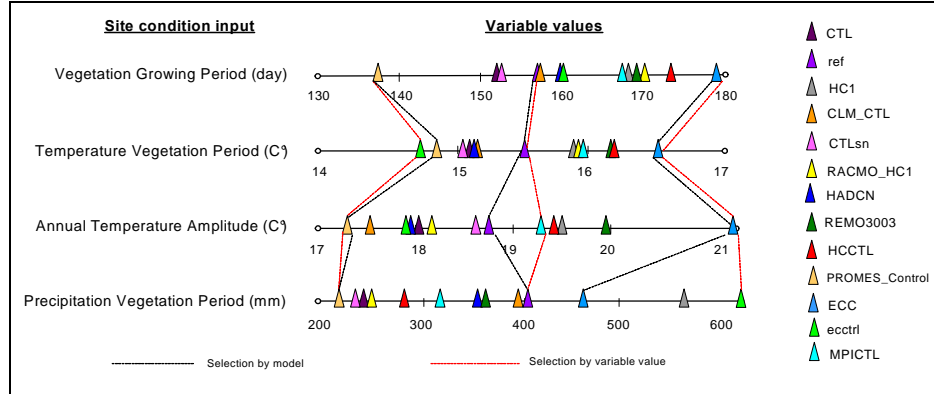 Site condition input Variable values
Vegetation Growing Period (day)
130 140 150 160 170 180
Temperature Vegetation Period (C°)
14 15 16 17
Annual Temperature Amplitude (C°)
17 18 19 20 21
Precipitation Vegetation Period (mm)
200 300 400 500 600
Selection by model Selection by variable value
CTL
ref
HC1
CLM_CTL
CTLsn
RACMO_HC1
HADCN
REMO3003
HCCTL
PROMES_Control
ECC
ecctrl
MPICTL